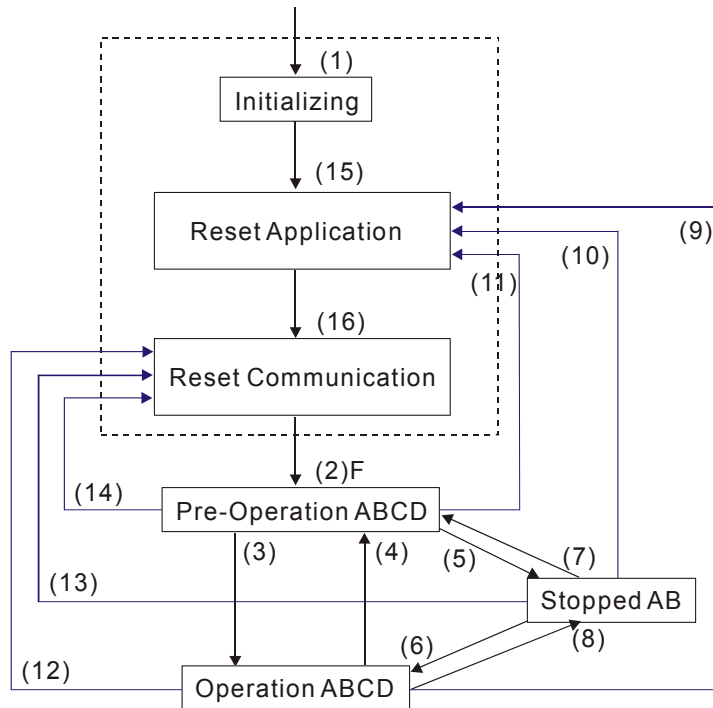 (1)
Initializing
(15)
Reset Application
(9)
(10)
(11)
(16)
Reset Communication
(2)F
(14)
Pre-Operation ABCD
(3)
(4)
(5)
(7)
(13)
Stopped AB
(6)
(8)
(12)
Operation ABCD